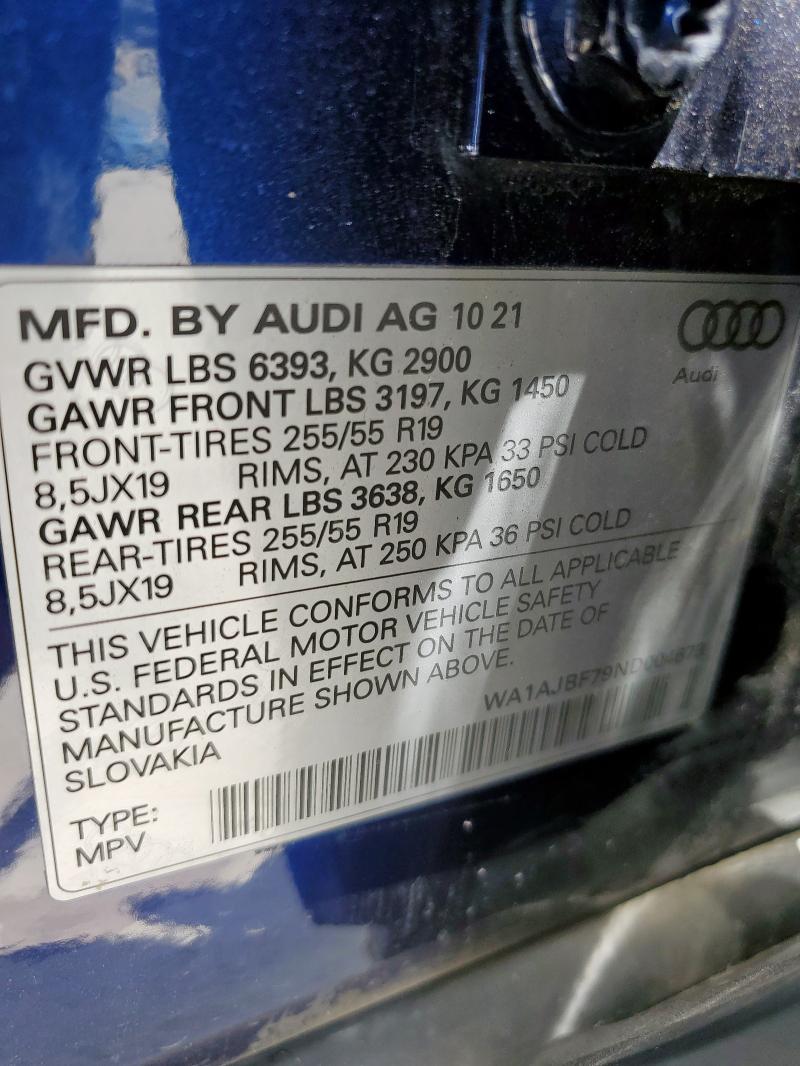 MFD. BY AUDI AG 10 21
Audi
GVWR LBS 6393, KG 2900
GAWR FRONT LBS 3197, KG 1450
FRONT-TIRES 255/55 R19
8,5JX19 RIMS, AT 230 KPA 33 PSI COLD
GAWR REAR LBS 3638, KG 1650
REAR-TIRES 255/55 R19
8,5JX19 RIMS, AT 250 KPA 36 PSI COLD
THIS VEHICLE CONFORMS TO ALL APPLICABLE
U.S. FEDERAL MOTOR VEHICLE SAFETY
STANDARDS IN EFFECT ON THE DATE OF
MANUFACTURE SHOWN ABOVE.
SLOVAKIA
TYPE:
MPV